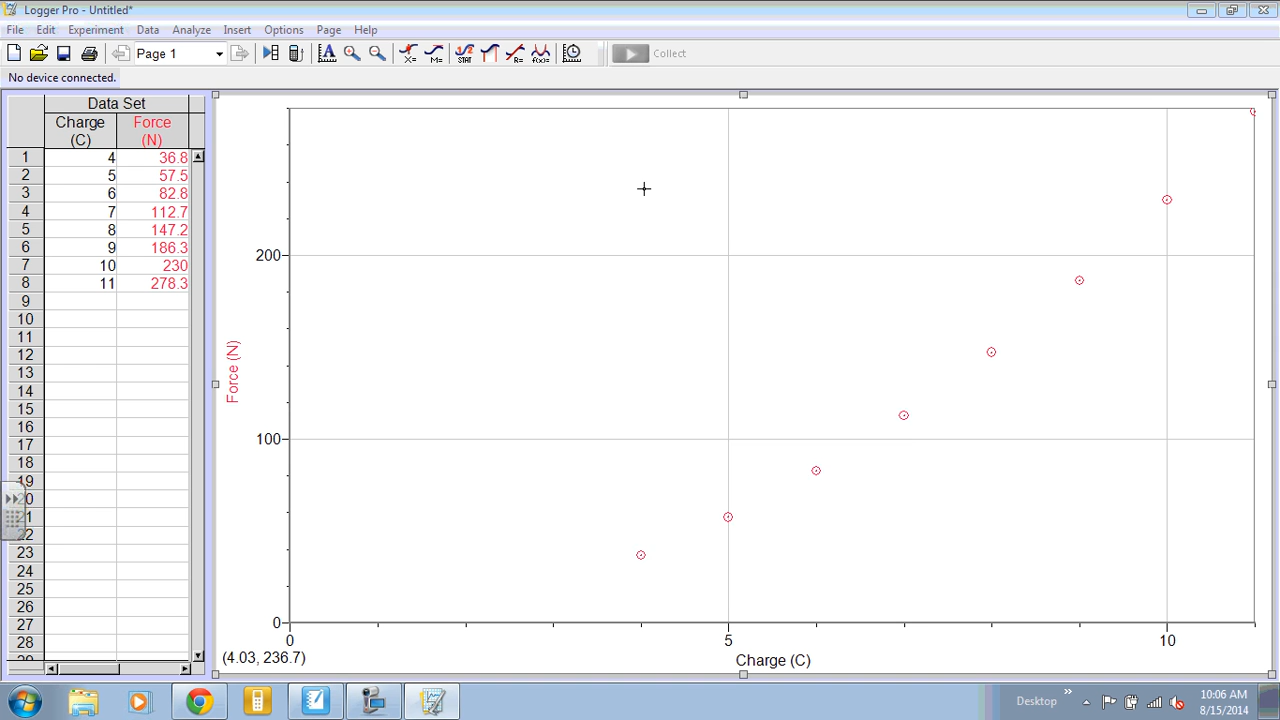 Logger Pro - Untitled*
File Edit Experiment Data Analyze Insert Options Page Help
Page 1 A X= M= STAT R= f(x)= Collect
No device connected.
Data Set
Charge (C) Force (N)
1 4 36.8
2 5 57.5
3 6 82.8
4 7 112.7
5 8 147.2
6 9 186.3
7 10 230
8 11 278.3
9
10
11
12
13
14
15
16
17
18
19
20
21
22
23
24
25
26
27
28
29
Force (N)
200
100
0
0 5 10
(4.03, 236.7)
Charge (C)
Desktop
10:06 AM
8/15/2014